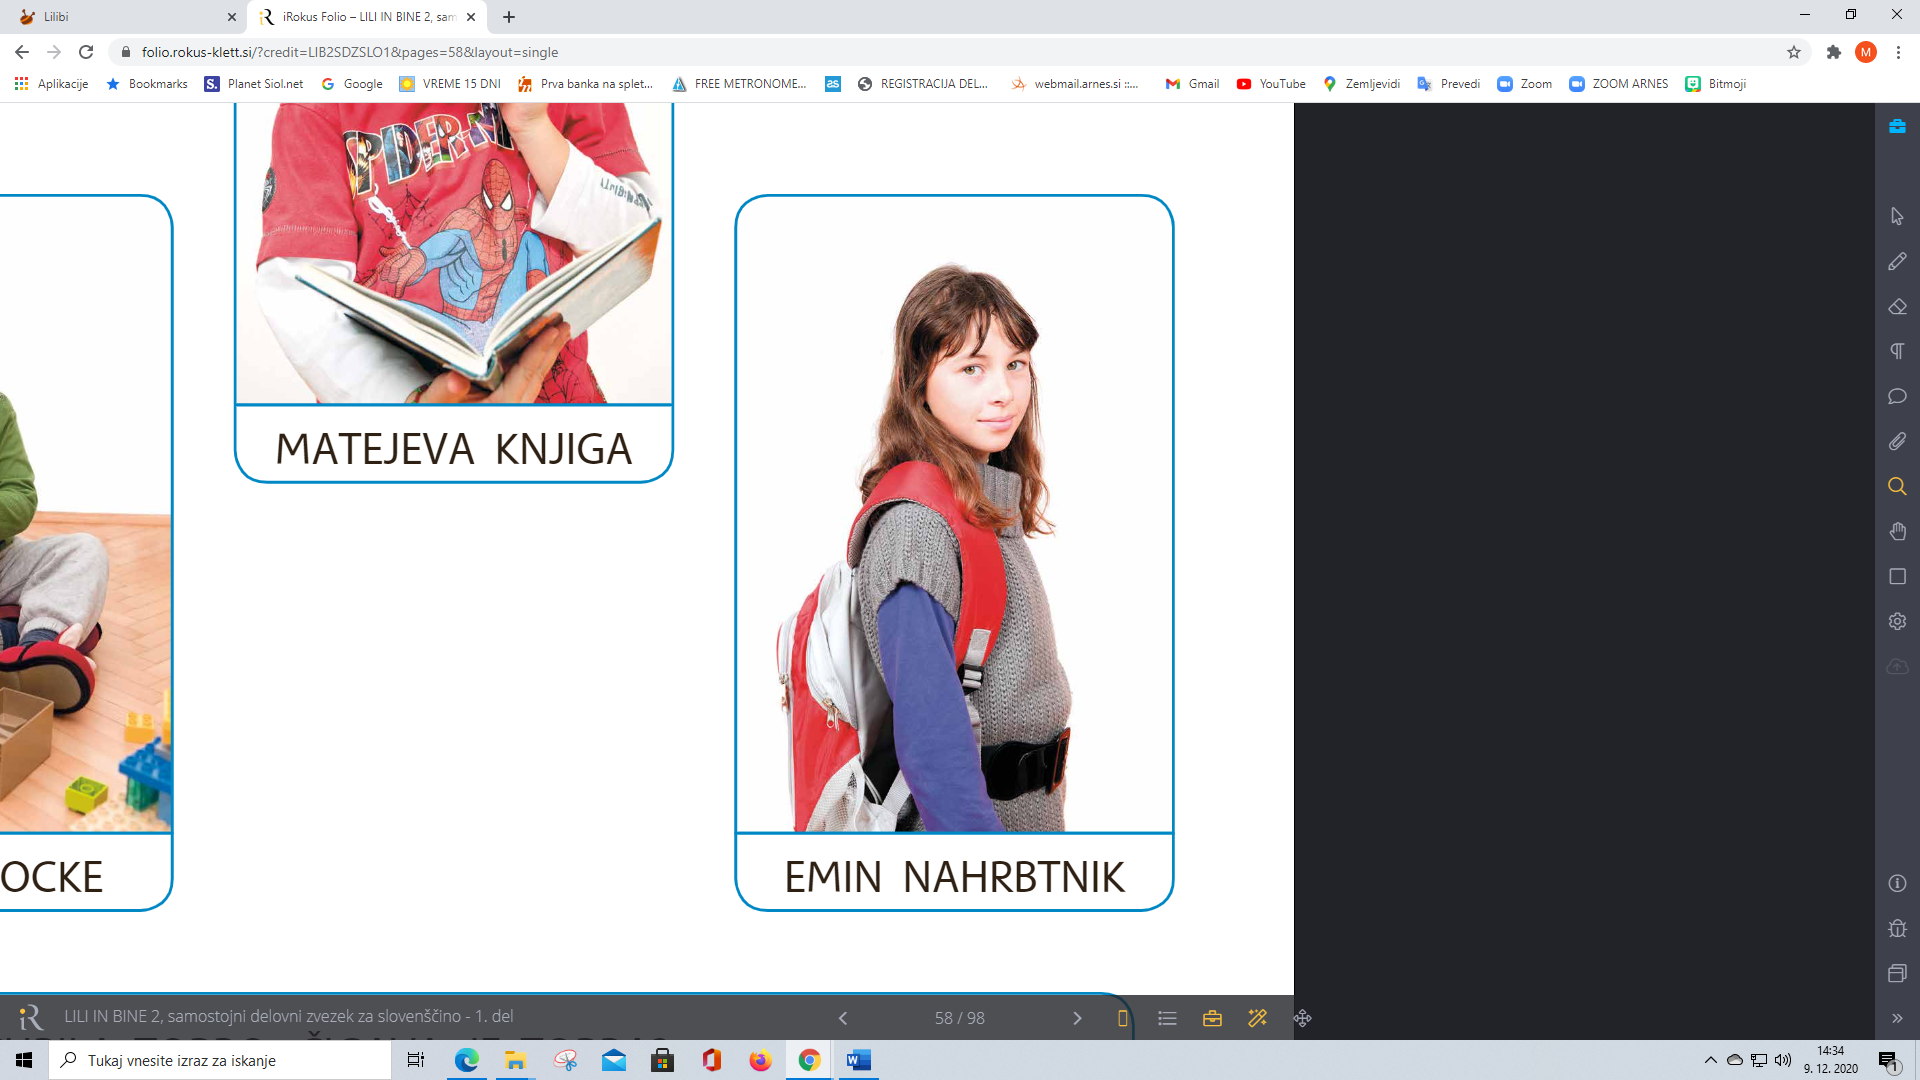 Lilibi
iRokus Folio – LILI IN BINE 2, sam
folio.rokus-klett.si/?credit=LIB2SDZSLO1&pages=58&layout=single
M
Aplikacije
Bookmarks
S.
Planet Siol.net
Google
VREME 15 DNI
Prva banka na splet...
FREE METRONOME...
as
REGISTRACIJA DEL...
webmail.arnes.si ::...
Gmail
YouTube
Zemljevidi
Prevedi
Zoom
ZOOM ARNES
Bitmoji
MATEJEVA KNJIGA
OCKE
EMIN NAHRBTNIK
iR
LILI IN BINE 2, samostojni delovni zvezek za slovenščino - 1. del
58 / 98
Tukaj vnesite izraz za iskanje
14:34
9. 12. 2020
1